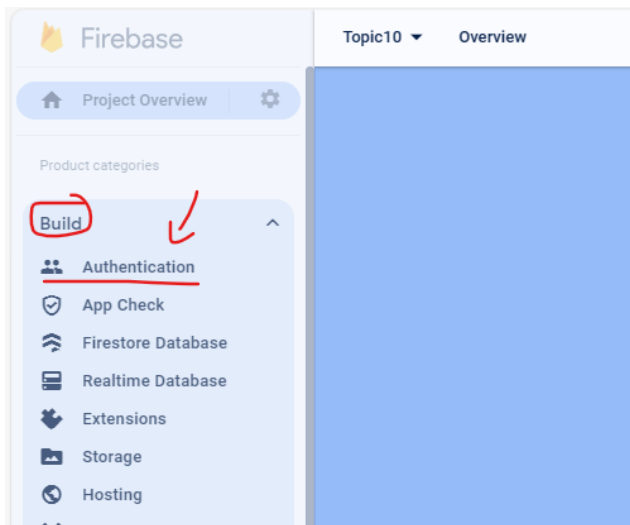 Firebase
Topic10 Overview
Project Overview
Product categories
Build
Authentication
App Check
Firestore Database
Realtime Database
Extensions
Storage
Hosting